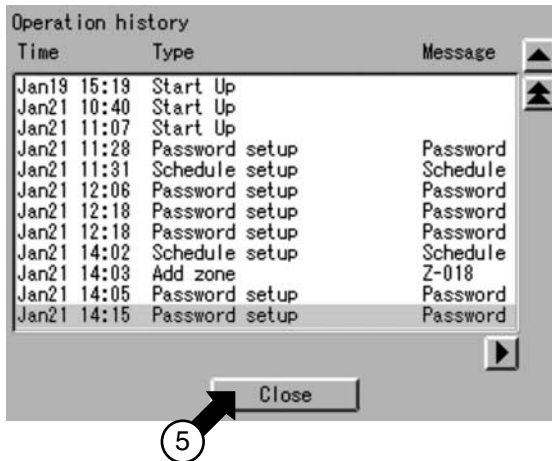 Operation history
Time Type Message
Jan19 15:19 Start Up
Jan21 10:40 Start Up
Jan21 11:07 Start Up
Jan21 11:28 Password setup Password
Jan21 11:31 Schedule setup Schedule
Jan21 12:06 Password setup Password
Jan21 12:18 Password setup Password
Jan21 12:18 Password setup Password
Jan21 14:02 Schedule setup Schedule
Jan21 14:03 Add zone Z-018
Jan21 14:05 Password setup Password
Jan21 14:15 Password setup Password
Close
5